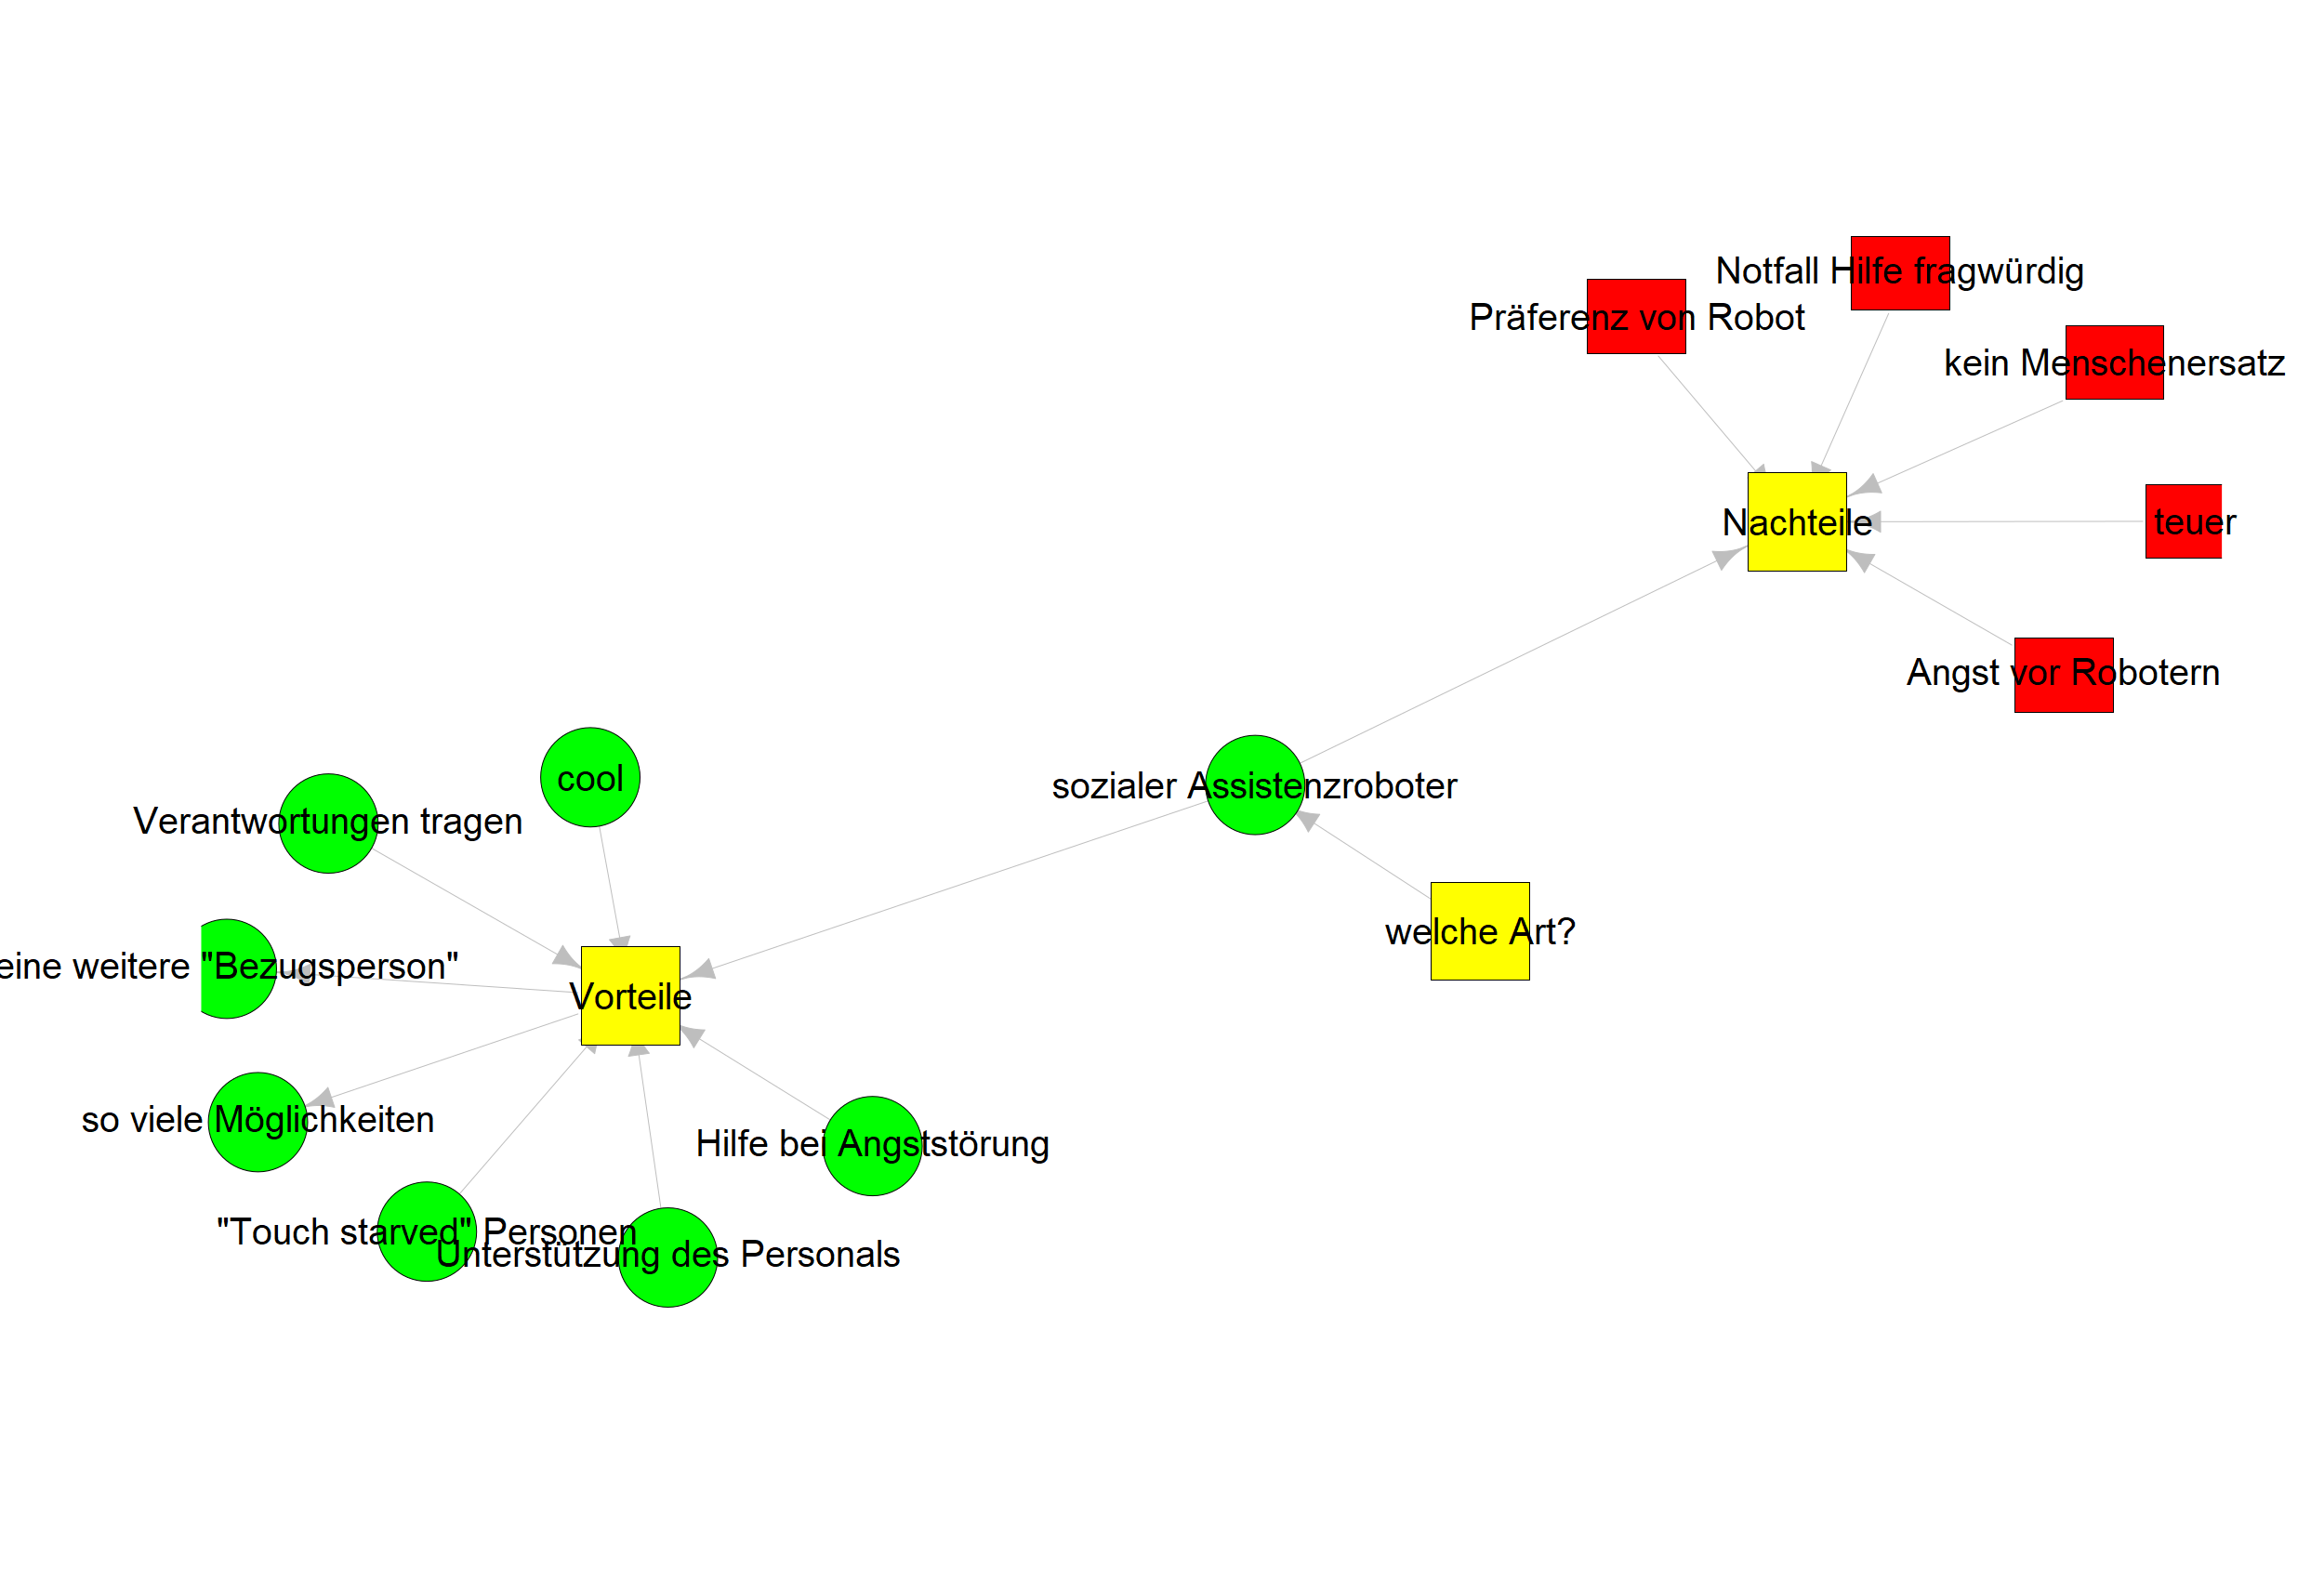 Notfall Hilfe fragwürdig
Präferenz von Robot
kein Menschenersatz
Nachteile
teuer
Angst vor Robotern
cool
sozialer Assistenzroboter
Verantwortungen tragen
welche Art?
eine weitere "Bezugsperson"
Vorteile
so viele Möglichkeiten
Hilfe bei Angststörung
"Touch starved" Personen
Unterstützung des Personals